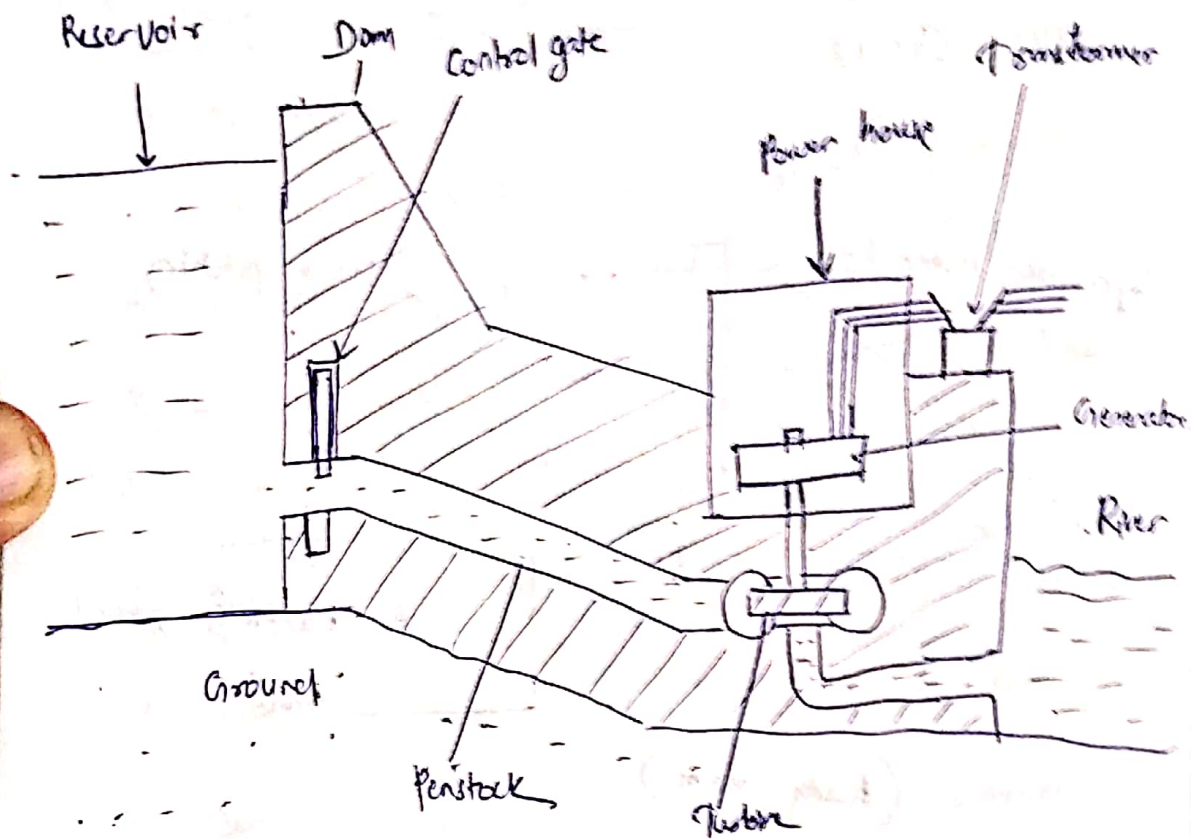 Reservoir
Dam
Control gate
Transformer
Power house
Generator
River
Ground
Penstock
Turbine